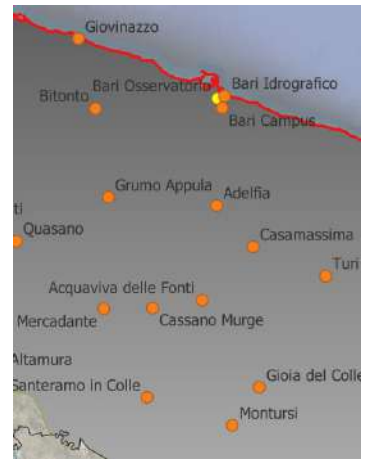 Giovinazzo
Bari Osservatorio
Bari Idrografico
Bitonto
Bari Campus
Grumo Appula
Adelfia
ti
Quasano
Casamassima
Turi
Acquaviva delle Fonti
Mercadante
Cassano Murge
Altamura
Gioia del Colle
Santeramo in Colle
Montursi